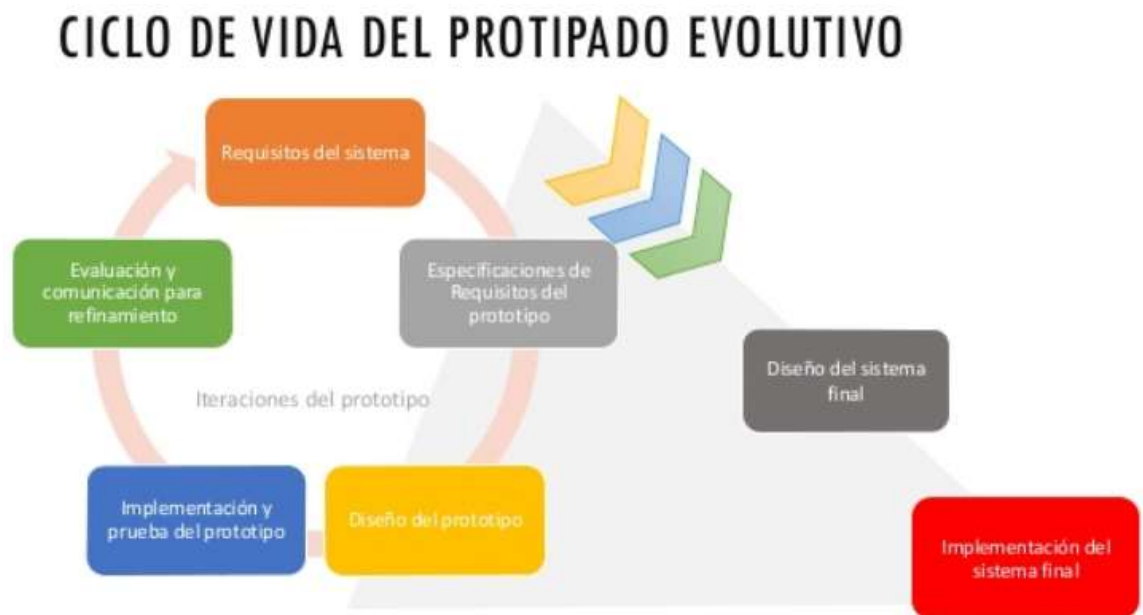 CICLO DE VIDA DEL PROTIPADO EVOLUTIVO
Requisitos del sistema
Especificaciones de
Requisitos del
prototipo
Evaluación y
comunicación para
refinamiento
Iteraciones del prototipo
Diseño del sistema
final
Implementación y
prueba del prototipo
Diseño del prototipo
Implementación del
sistema final